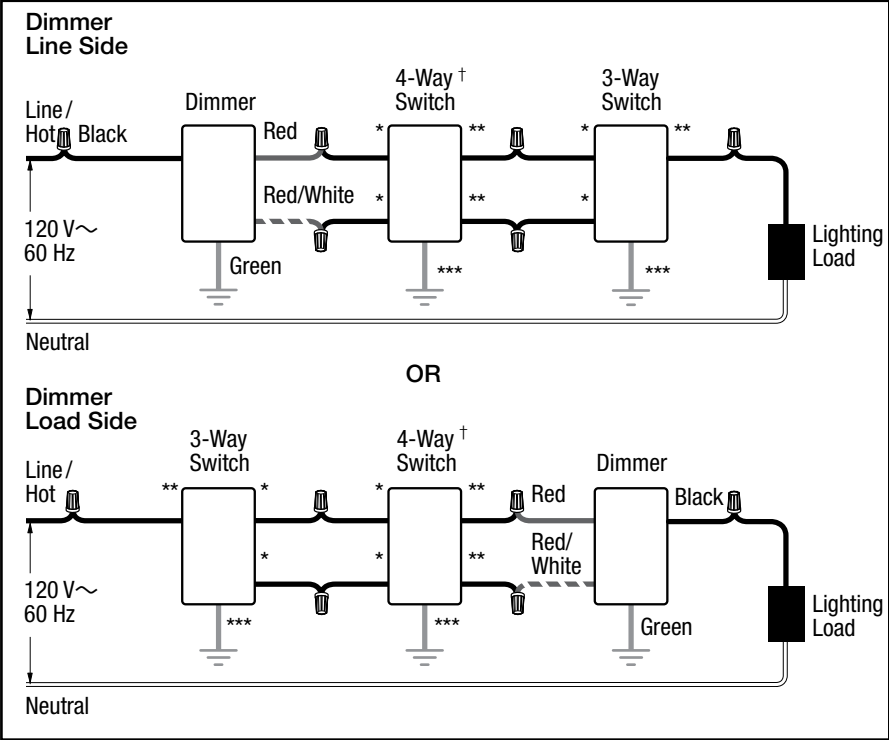 Dimmer
Line Side
4-Way †
Switch
3-Way
Switch
Dimmer
Line/
Hot
Black
Red
*
**
*
**
Red/White
*
**
*
120 V~
60 Hz
Green
***
***
Lighting
Load
Neutral
OR
Dimmer
Load Side
3-Way
Switch
4-Way †
Switch
Dimmer
Line/
Hot
**
*
*
**
Red
Black
*
*
**
Red/
White
120 V~
60 Hz
***
***
Green
Lighting
Load
Neutral